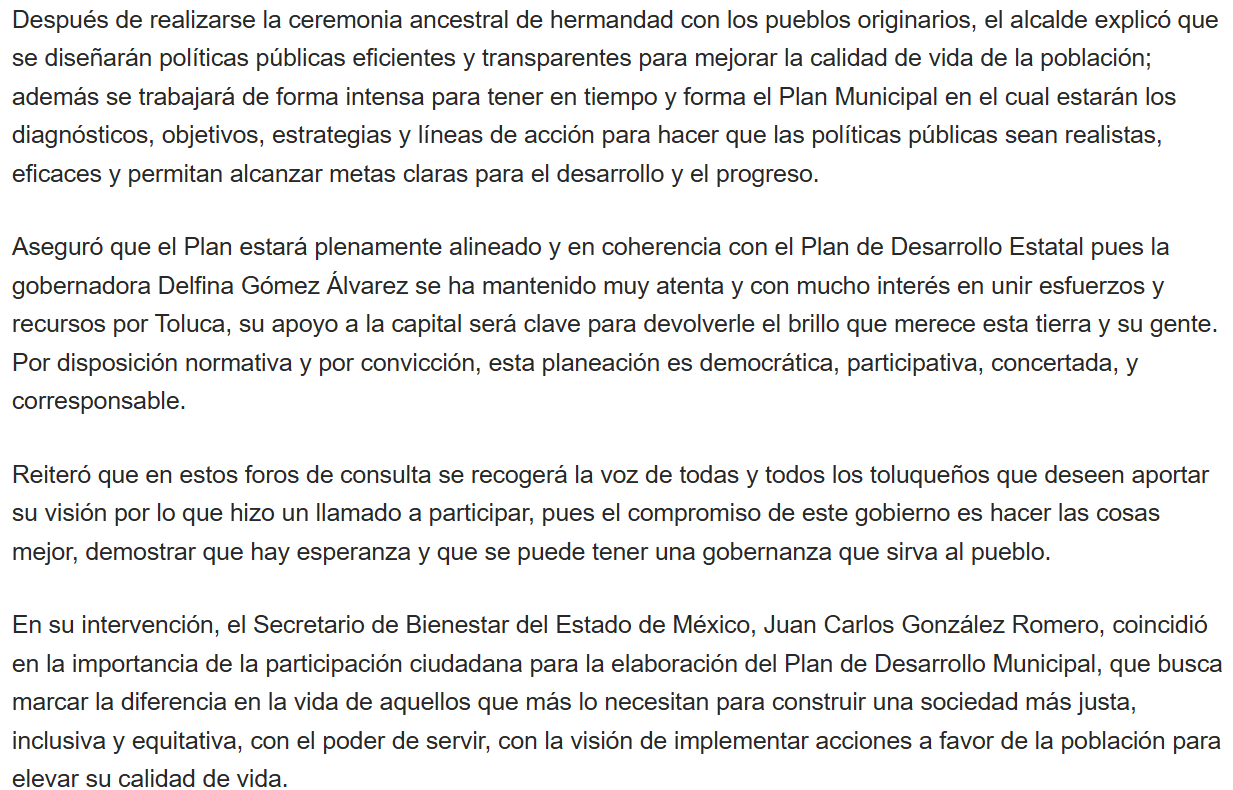 Después de realizarse la ceremonia ancestral de hermandad con los pueblos originarios, el alcalde explicó que
se diseñarán políticas públicas eficientes y transparentes para mejorar la calidad de vida de la población;
además se trabajará de forma intensa para tener en tiempo y forma el Plan Municipal en el cual estarán los
diagnósticos, objetivos, estrategias y líneas de acción para hacer que las políticas públicas sean realistas,
eficaces y permitan alcanzar metas claras para el desarrollo y el progreso.
Aseguró que el Plan estará plenamente alineado y en coherencia con el Plan de Desarrollo Estatal pues la
gobernadora Delfina Gómez Álvarez se ha mantenido muy atenta y con mucho interés en unir esfuerzos y
recursos por Toluca, su apoyo a la capital será clave para devolverle el brillo que merece esta tierra y su gente.
Por disposición normativa y por convicción, esta planeación es democrática, participativa, concertada, y
corresponsable.
Reiteró que en estos foros de consulta se recogerá la voz de todas y todos los toluqueños que deseen aportar
su visión por lo que hizo un llamado a participar, pues el compromiso de este gobierno es hacer las cosas
mejor, demostrar que hay esperanza y que se puede tener una gobernanza que sirva al pueblo.
En su intervención, el Secretario de Bienestar del Estado de México, Juan Carlos González Romero, coincidió
en la importancia de la participación ciudadana para la elaboración del Plan de Desarrollo Municipal, que busca
marcar la diferencia en la vida de aquellos que más lo necesitan para construir una sociedad más justa,
inclusiva y equitativa, con el poder de servir, con la visión de implementar acciones a favor de la población para
elevar su calidad de vida.